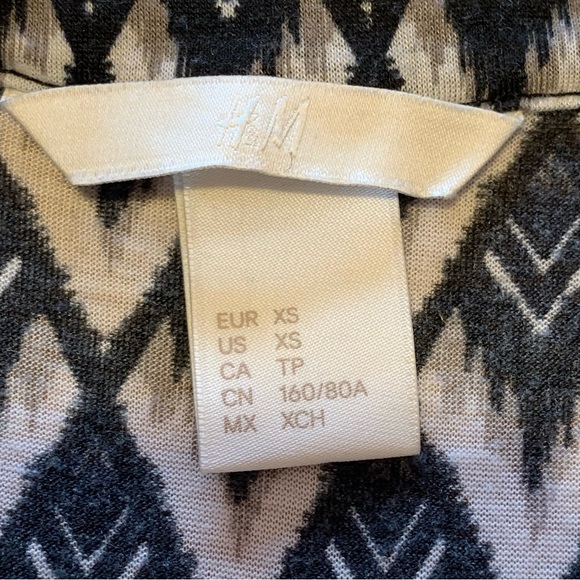 H&M
EUR XS
US XS
CA TP
CN 160/80A
MX XCH